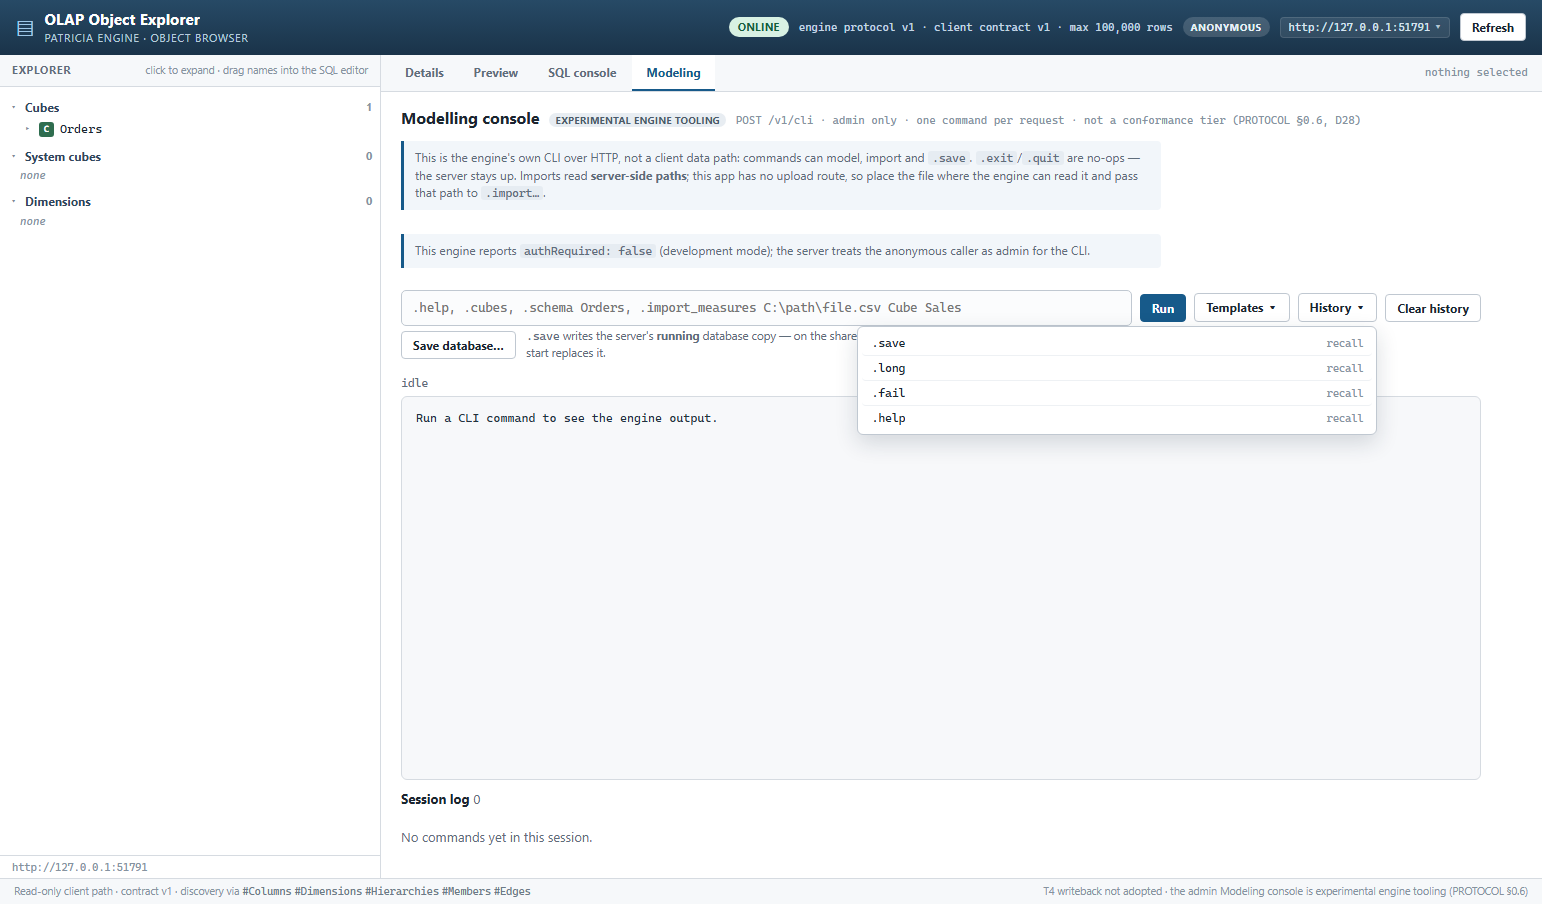 OLAP Object Explorer
PATRICIA ENGINE · OBJECT BROWSER
ONLINE engine protocol v1 · client contract v1 · max 100,000 rows ANONYMOUS http://127.0.0.1:51791 Refresh
EXPLORER click to expand · drag names into the SQL editor
Cubes 1
C Orders
System cubes 0
none
Dimensions 0
none
http://127.0.0.1:51791
Details Preview SQL console Modeling nothing selected
Modelling console EXPERIMENTAL ENGINE TOOLING POST /v1/cli · admin only · one command per request · not a conformance tier (PROTOCOL §0.6, D28)
This is the engine's own CLI over HTTP, not a client data path: commands can model, import and .save. .exit/.quit are no-ops —
the server stays up. Imports read server-side paths; this app has no upload route, so place the file where the engine can read it and pass
that path to .import….
This engine reports authRequired: false (development mode); the server treats the anonymous caller as admin for the CLI.
.help, .cubes, .schema Orders, .import_measures C:\path\file.csv Cube Sales Run Templates History Clear history
Save database… .save writes the server's running database copy — on the share
start replaces it.
.save recall
.long recall
.fail recall
.help recall
idle
Run a CLI command to see the engine output.
Session log 0
No commands yet in this session.
Read-only client path · contract v1 · discovery via #Columns #Dimensions #Hierarchies #Members #Edges T4 writeback not adopted · the admin Modeling console is experimental engine tooling (PROTOCOL §0.6)